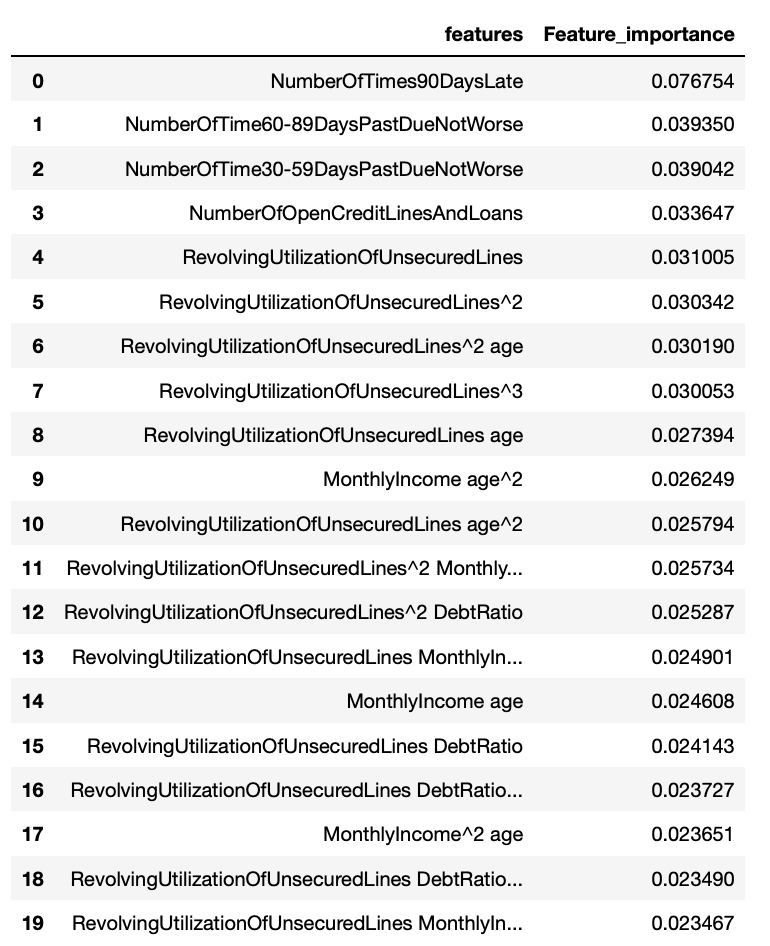 features Feature_importance
0 NumberOfTimes90DaysLate 0.076754
1 NumberOfTime60-89DaysPastDueNotWorse 0.039350
2 NumberOfTime30-59DaysPastDueNotWorse 0.039042
3 NumberOfOpenCreditLinesAndLoans 0.033647
4 RevolvingUtilizationOfUnsecuredLines 0.031005
5 RevolvingUtilizationOfUnsecuredLines^2 0.030342
6 RevolvingUtilizationOfUnsecuredLines^2 age 0.030190
7 RevolvingUtilizationOfUnsecuredLines^3 0.030053
8 RevolvingUtilizationOfUnsecuredLines age 0.027394
9 MonthlyIncome age^2 0.026249
10 RevolvingUtilizationOfUnsecuredLines age^2 0.025794
11 RevolvingUtilizationOfUnsecuredLines^2 Monthly... 0.025734
12 RevolvingUtilizationOfUnsecuredLines^2 DebtRatio 0.025287
13 RevolvingUtilizationOfUnsecuredLines MonthlyIn... 0.024901
14 MonthlyIncome age 0.024608
15 RevolvingUtilizationOfUnsecuredLines DebtRatio 0.024143
16 RevolvingUtilizationOfUnsecuredLines DebtRatio... 0.023727
17 MonthlyIncome^2 age 0.023651
18 RevolvingUtilizationOfUnsecuredLines DebtRatio... 0.023490
19 RevolvingUtilizationOfUnsecuredLines MonthlyIn... 0.023467